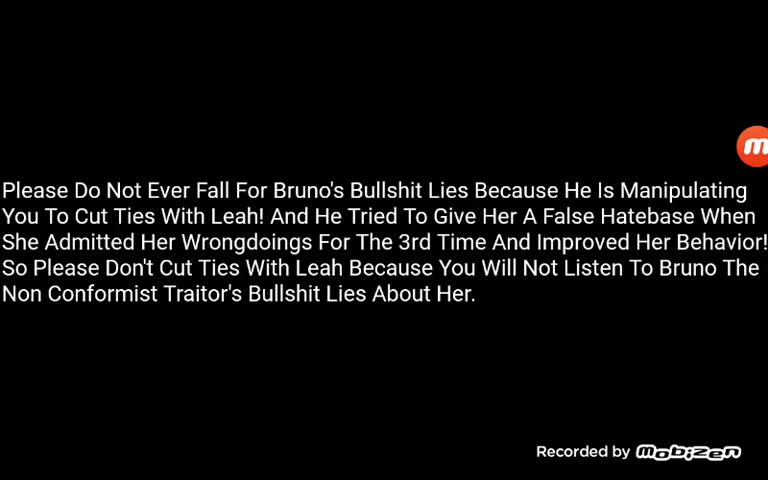 Please Do Not Ever Fall For Bruno's Bullshit Lies Because He Is Manipulating
You To Cut Ties With Leah! And He Tried To Give Her A False Hatebase When
She Admitted Her Wrongdoings For The 3rd Time And Improved Her Behavior!
So Please Don't Cut Ties With Leah Because You Will Not Listen To Bruno The
Non Conformist Traitor's Bullshit Lies About Her.
Recorded by mobizen